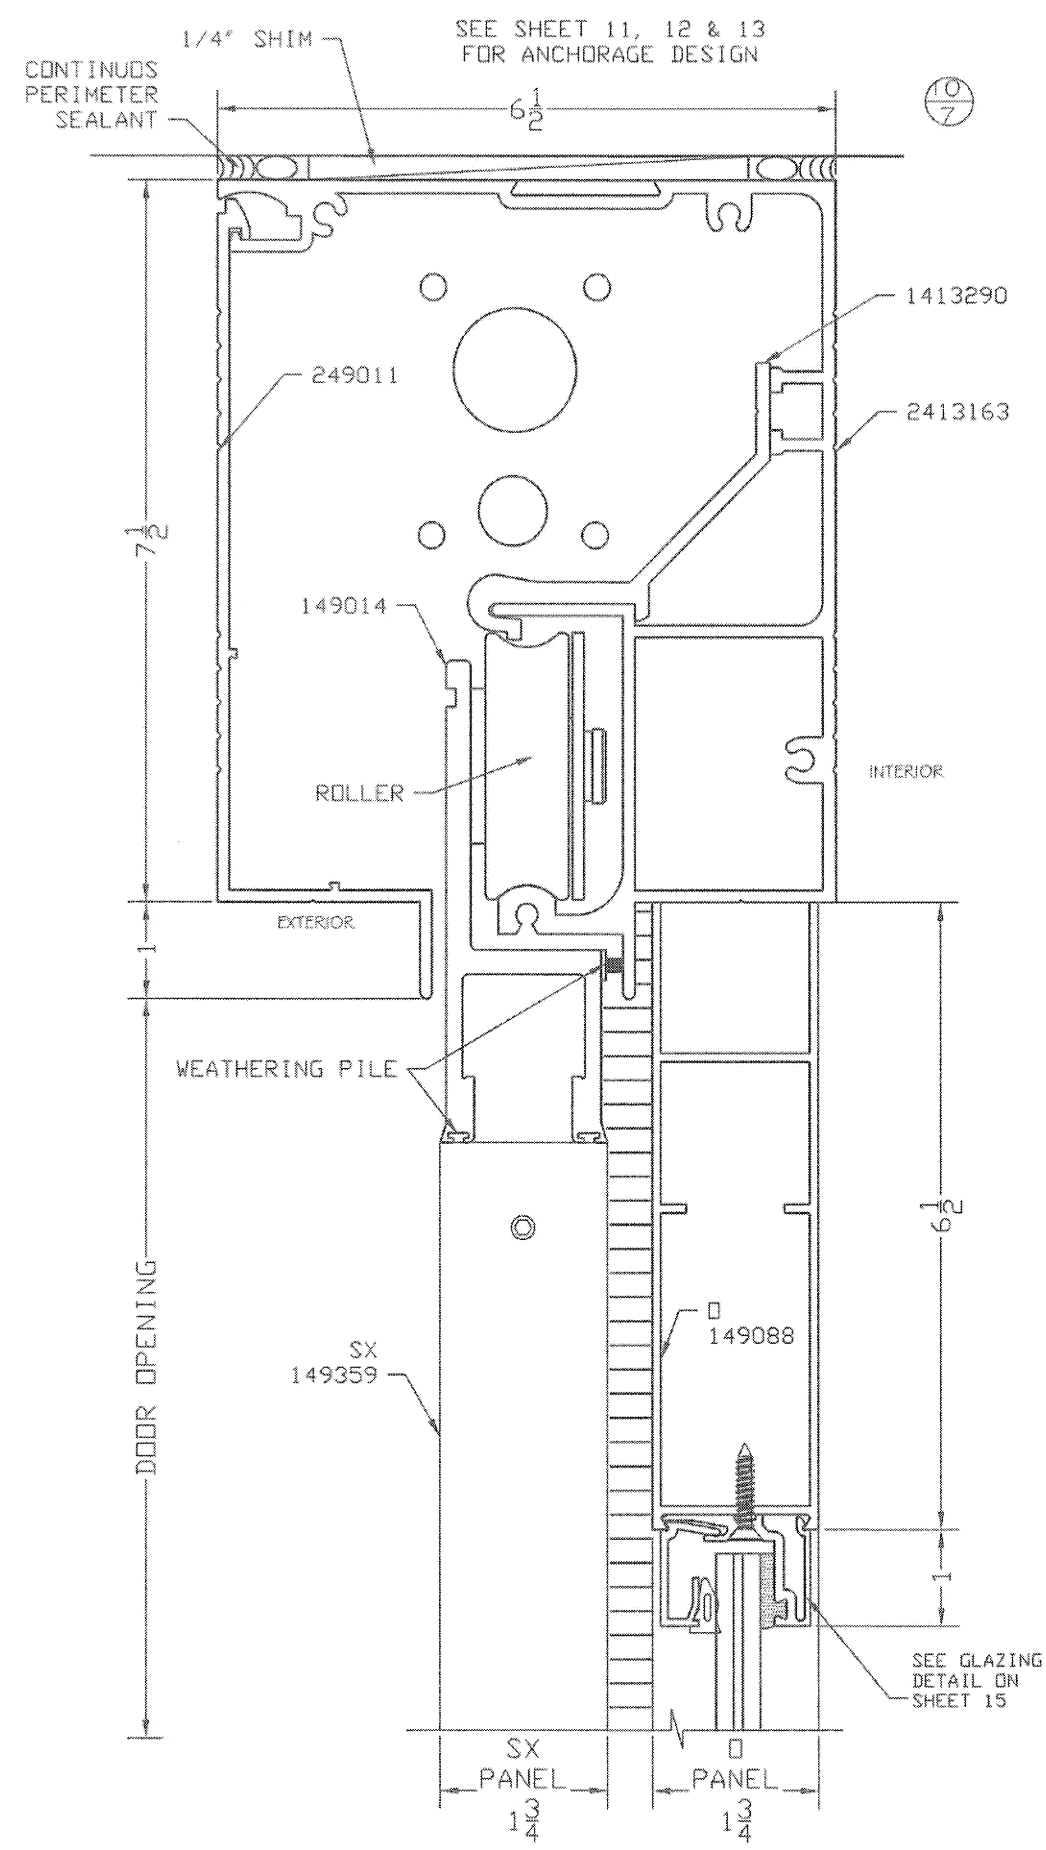 SEE SHEET 11, 12 & 13
FOR ANCHORAGE DESIGN
1/4" SHIM
CONTINUOS
PERIMETER
SEALANT
6 1/2
10
7
1413290
249011
2413163
7 1/2
149014
ROLLER
INTERIOR
EXTERIOR
1
WEATHERING PILE
6 1/2
DOOR OPENING
O
149088
SX
149359
1
SEE GLAZING
DETAIL ON
SHEET 15
SX
PANEL
1 3/4
O
PANEL
1 3/4